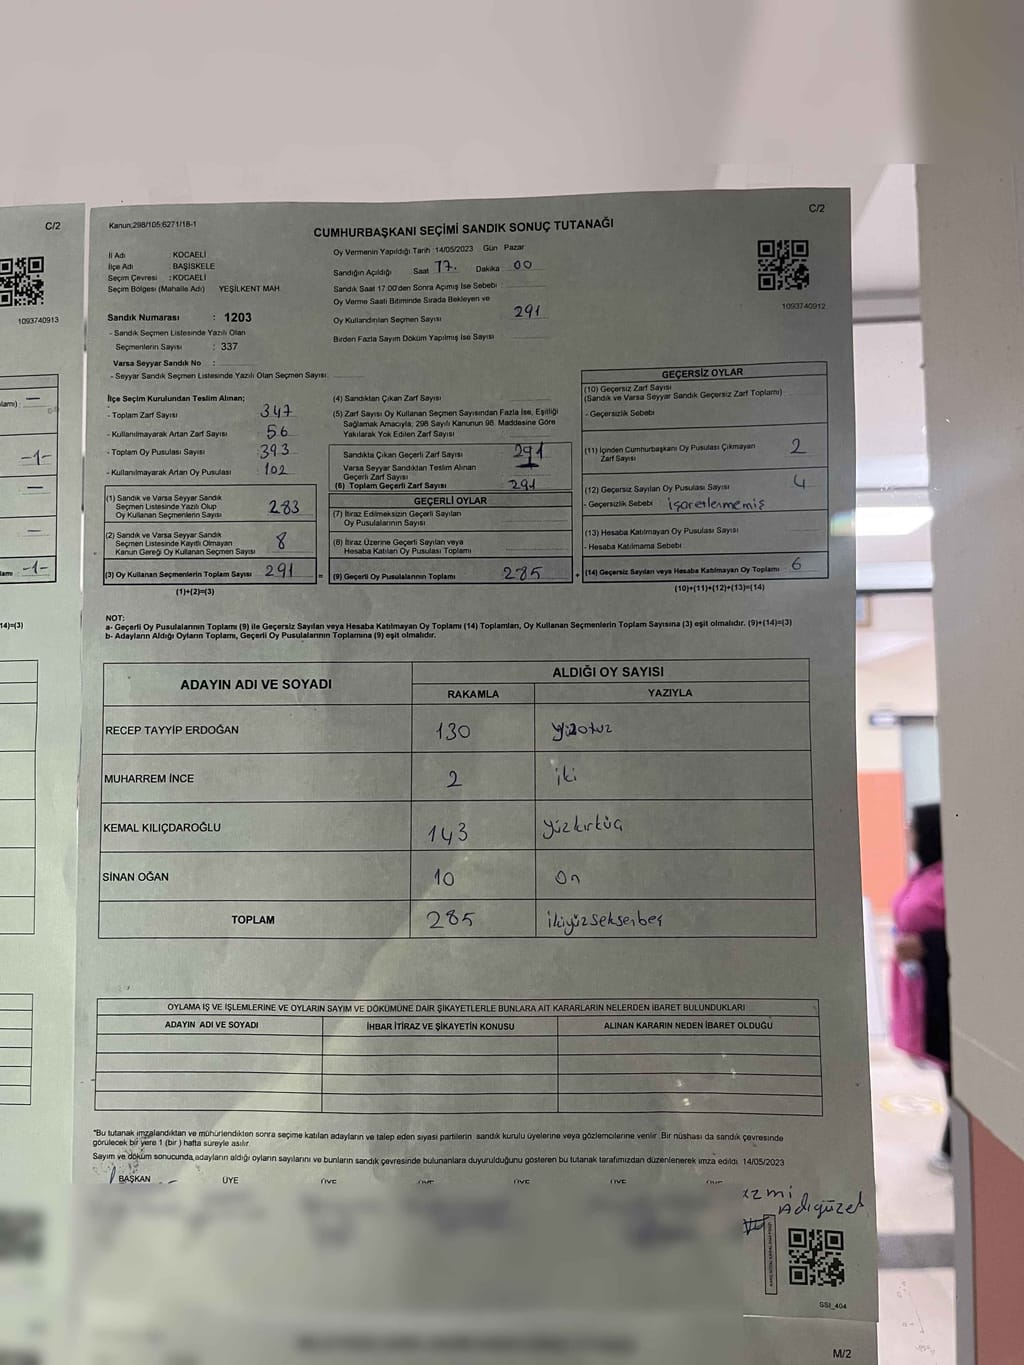 C/2
1093740913
lamı) : —
-1-
—
—
lamı -1-
14)=(3)
Kanun:298/105;6271/18-1
C/2
CUMHURBAŞKANI SEÇİMİ SANDIK SONUÇ TUTANAĞI
1093740912
İl Adı KOCAELİ
İlçe Adı BAŞİSKELE
Seçim Çevresi : KOCAELİ
Seçim Bölgesi (Mahalle Adı) YEŞİLKENT MAH
Sandık Numarası : 1203
- Sandık Seçmen Listesinde Yazılı Olan
Seçmenlerin Sayısı : 337
Varsa Seyyar Sandık No :
- Seyyar Sandık Seçmen Listesinde Yazılı Olan Seçmen Sayısı:
Oy Vermenin Yapıldığı Tarih :14/05/2023 Gün Pazar
Sandığın Açıldığı Saat 17. Dakika 00
Sandık Saat 17:00'den Sonra Açımış İse Sebebi :
Oy Verme Saati Bitiminde Sırada Bekleyen ve
Oy Kullandırılan Seçmen Sayısı 291
Birden Fazla Sayım Döküm Yapılmış İse Sayısı
İlçe Seçim Kurulundan Teslim Alınan;
- Toplam Zarf Sayısı 347
- Kullanılmayarak Artan Zarf Sayısı 56
- Toplam Oy Pusulası Sayısı 393
- Kullanılmayarak Artan Oy Pusulası 102
(1) Sandık ve Varsa Seyyar Sandık
Seçmen Listesinde Yazılı Olup
Oy Kullanan Seçmenlerin Sayısı 283
(2) Sandık ve Varsa Seyyar Sandık
Seçmen Listesinde Kayıtlı Olmayan
Kanun Gereği Oy Kullanan Seçmen Sayısı 8
(3) Oy Kullanan Seçmenlerin Toplam Sayısı 291 =
(1)+(2)=(3)
(4) Sandıktan Çıkan Zarf Sayısı
(5) Zarf Sayısı Oy Kullanan Seçmen Sayısından Fazla İse, Eşitliği
Sağlamak Amacıyla, 298 Sayılı Kanunun 98. Maddesine Göre
Yakılarak Yok Edilen Zarf Sayısı
Sandıkta Çıkan Geçerli Zarf Sayısı 291
Varsa Seyyar Sandıktan Teslim Alınan
Geçerli Zarf Sayısı
(6) Toplam Geçerli Zarf Sayısı 291
GEÇERLİ OYLAR
(7) İtiraz Edilmeksizin Geçerli Sayılan
Oy Pusulalarının Sayısı
(8) İtiraz Üzerine Geçerli Sayılan veya
Hesaba Katılan Oy Pusulası Toplamı
(9) Geçerli Oy Pusulalarının Toplamı 285 +
GEÇERSİZ OYLAR
(10) Geçersiz Zarf Sayısı
(Sandık ve Varsa Seyyar Sandık Geçersiz Zarf Toplamı)
- Geçersizlik Sebebi
(11) İçinden Cumhurbaşkanı Oy Pusulası Çıkmayan
Zarf Sayısı 2
(12) Geçersiz Sayılan Oy Pusulası Sayısı 4
- Geçersizlik Sebebi işaretlenmemiş
(13) Hesaba Katılmayan Oy Pusulası Sayısı
- Hesaba Katılmama Sebebi
(14) Geçersiz Sayılan veya Hesaba Katılmayan Oy Toplamı 6
(10)+(11)+(12)+(13)=(14)
NOT:
a- Geçerli Oy Pusulalarının Toplamı (9) ile Geçersiz Sayılan veya Hesaba Katılmayan Oy Toplamı (14) Toplamları, Oy Kullanan Seçmenlerin Toplam Sayısına (3) eşit olmalıdır. (9)+(14)=(3)
b- Adayların Aldığı Oyların Toplamı, Geçerli Oy Pusulalarının Toplamına (9) eşit olmalıdır.
ADAYIN ADI VE SOYADI ALDIĞI OY SAYISI
RAKAMLA YAZIYLA
RECEP TAYYİP ERDOĞAN 130 Yüzotuz
MUHARREM İNCE 2 iki
KEMAL KILIÇDAROĞLU 143 yüzkırküç
SİNAN OĞAN 10 On
TOPLAM 285 ikiyüzseksenbeş
OYLAMA İŞ VE İŞLEMLERİNE VE OYLARIN SAYIM VE DÖKÜMÜNE DAİR ŞİKAYETLERLE BUNLARA AİT KARARLARIN NELERDEN İBARET BULUNDUKLARI
ADAYIN ADI VE SOYADI İHBAR İTİRAZ VE ŞİKAYETİN KONUSU ALINAN KARARIN NEDEN İBARET OLDUĞU
*Bu tutanak imzalandıktan ve mühürlendikten sonra seçime katılan adayların ve talep eden siyasi partilerin sandık kurulu üyelerine veya gözlemcilerine verilir. Bir nüshası da sandık çevresinde
görülecek bir yere 1 (bir) hafta süreyle asılır.
Sayım ve döküm sonucunda,adayların aldığı oyların sayılarını ve bunların sandık çevresinde bulunanlara duyurulduğunu gösteren bu tutanak tarafımızdan düzenlenerek imza edildi. 14/05/2023
BAŞKAN ÜYE ÜYE ÜYE ÜYE ÜYE ÜYE
Adıgüzel
SSI_404
M/2